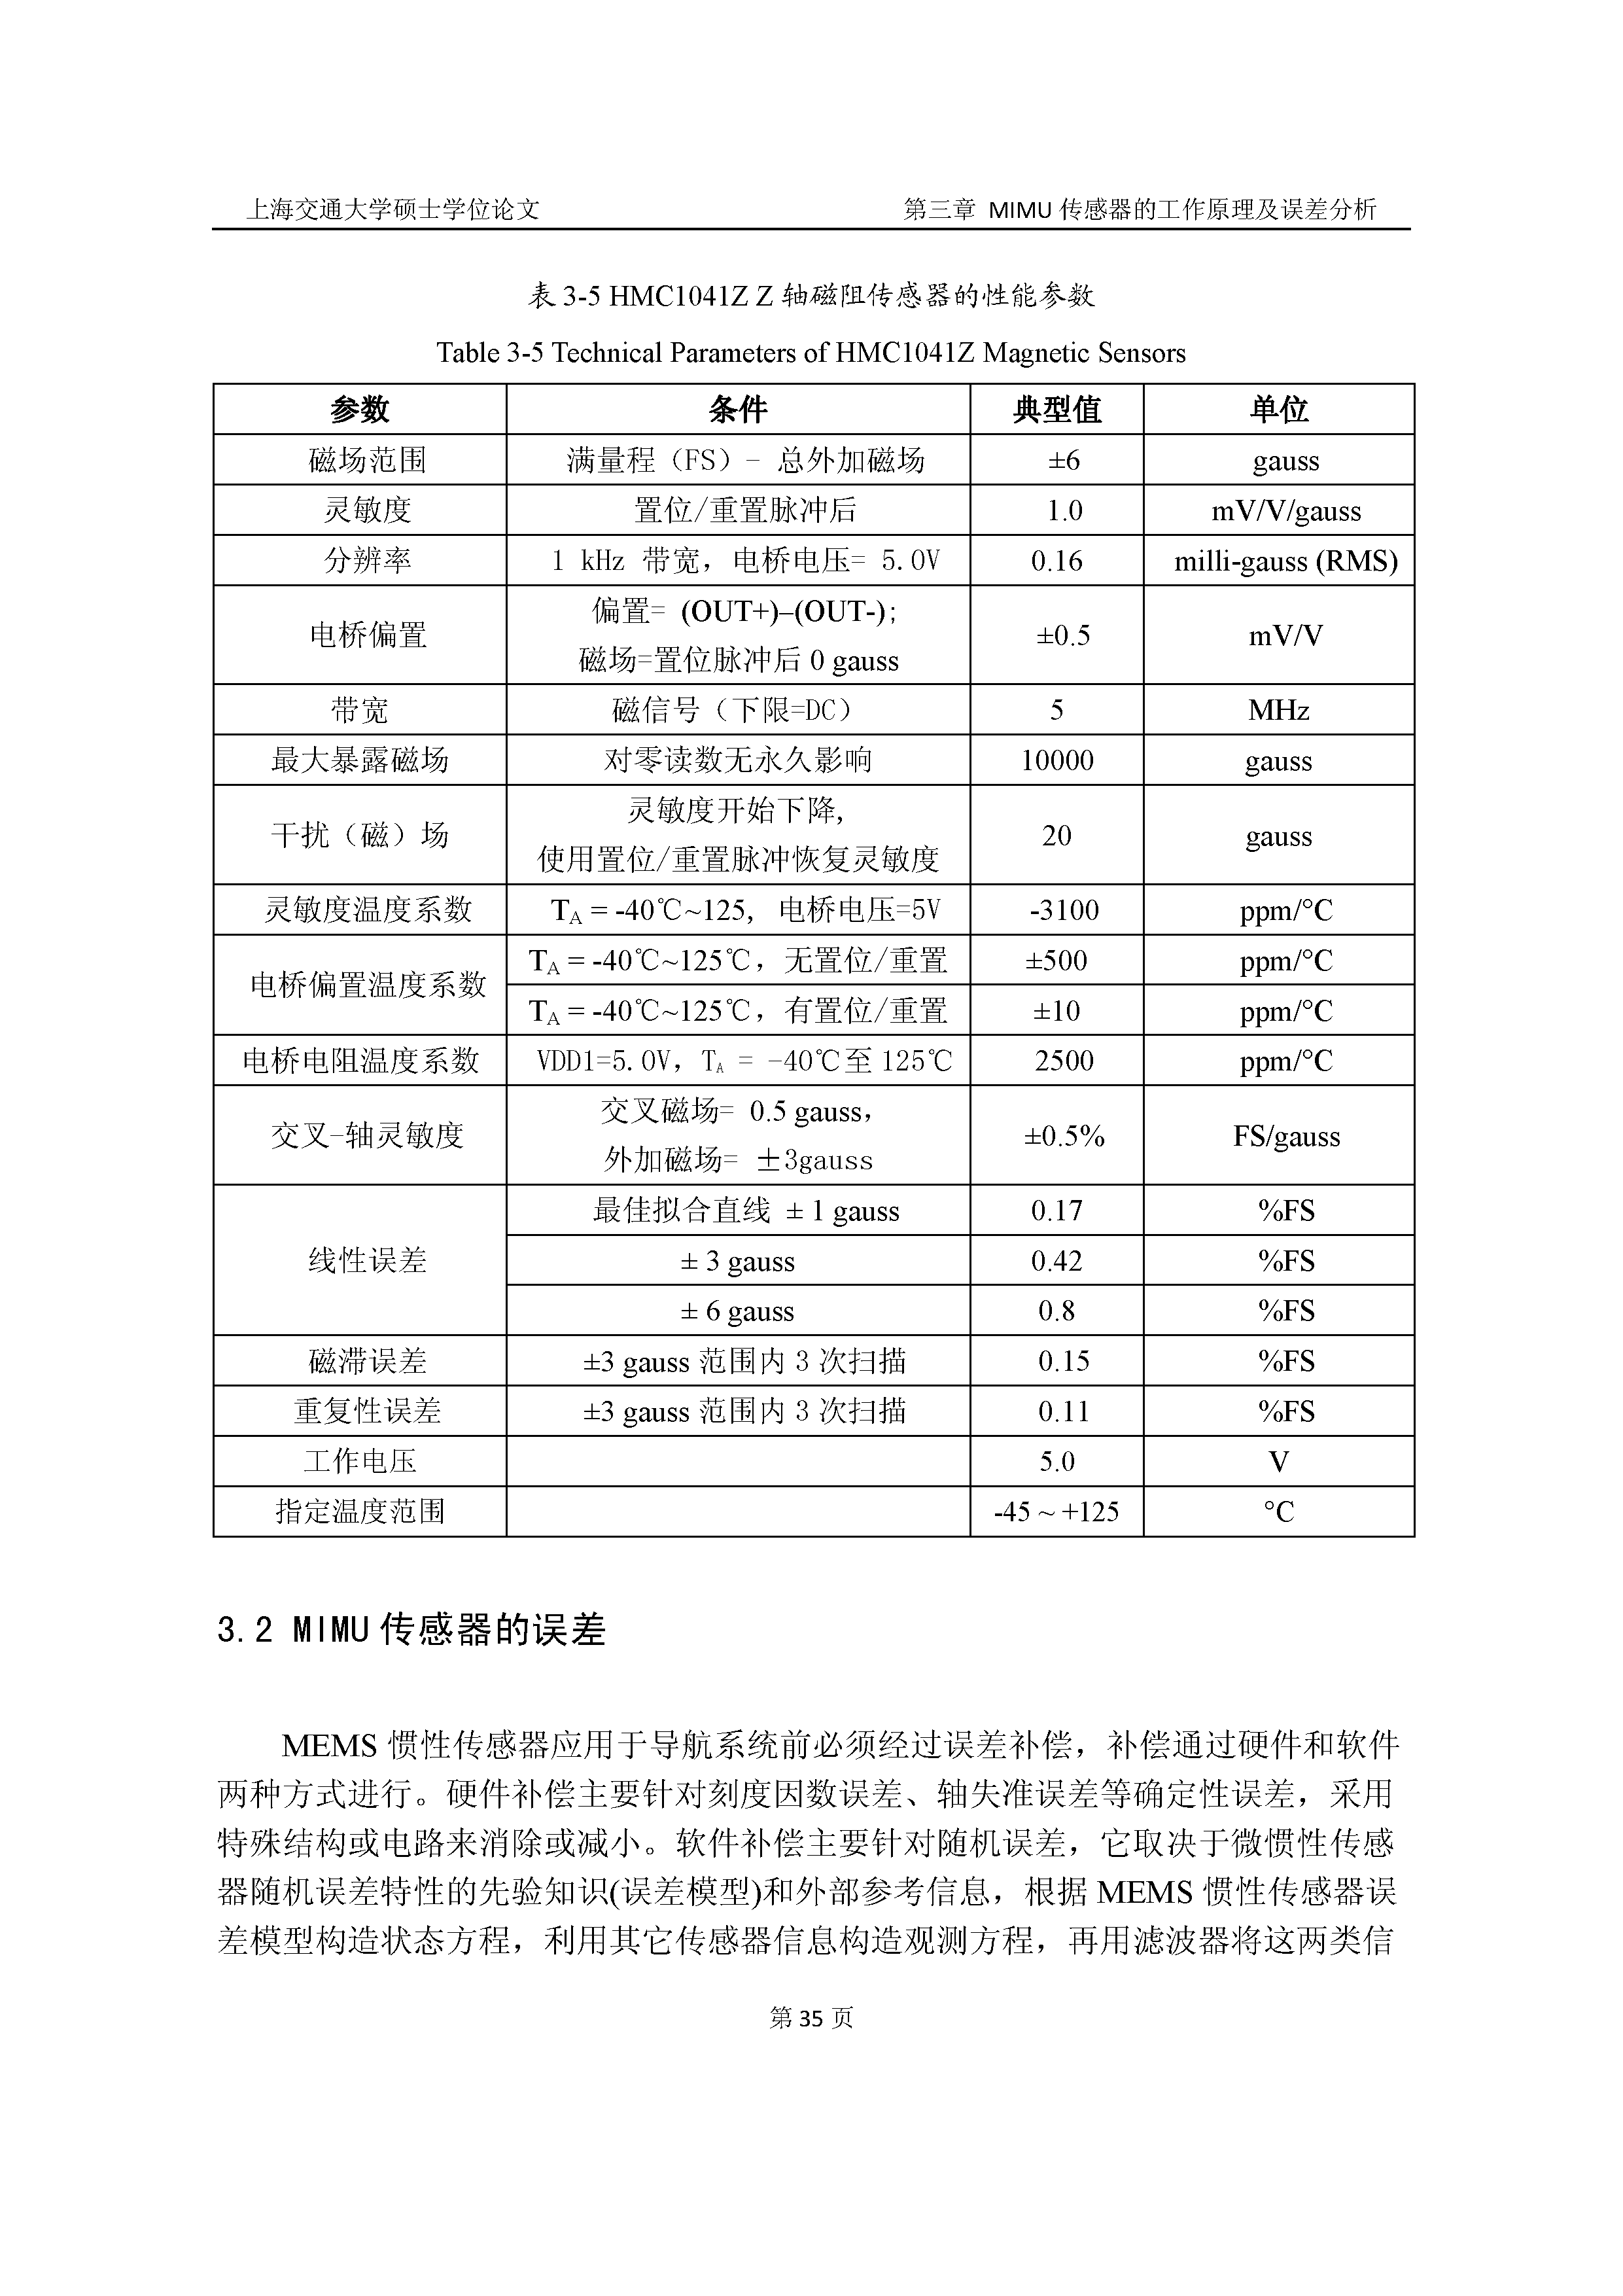 上海交通大学硕士学位论文 第三章 MIMU 传感器的工作原理及误差分析
表 3-5 HMC1041Z Z 轴磁阻传感器的性能参数
Table 3-5 Technical Parameters of HMC1041Z Magnetic Sensors
参数 条件 典型值 单位
磁场范围 满量程（FS）- 总外加磁场 ±6 gauss
灵敏度 置位/重置脉冲后 1.0 mV/V/gauss
分辨率 1 kHz 带宽，电桥电压= 5.0V 0.16 milli-gauss (RMS)
电桥偏置 偏置= (OUT+)–(OUT-);
磁场=置位脉冲后 0 gauss ±0.5 mV/V
带宽 磁信号（下限=DC） 5 MHz
最大暴露磁场 对零读数无永久影响 10000 gauss
干扰（磁）场 灵敏度开始下降,
使用置位/重置脉冲恢复灵敏度 20 gauss
灵敏度温度系数 TA = -40℃~125, 电桥电压=5V -3100 ppm/°C
电桥偏置温度系数 TA = -40℃~125℃，无置位/重置 ±500 ppm/°C
TA = -40℃~125℃，有置位/重置 ±10 ppm/°C
电桥电阻温度系数 VDD1=5.0V，TA = -40℃至 125℃ 2500 ppm/°C
交叉-轴灵敏度 交叉磁场= 0.5 gauss，
外加磁场= ±3gauss ±0.5% FS/gauss
线性误差 最佳拟合直线 ± 1 gauss 0.17 %FS
± 3 gauss 0.42 %FS
± 6 gauss 0.8 %FS
磁滞误差 ±3 gauss 范围内 3 次扫描 0.15 %FS
重复性误差 ±3 gauss 范围内 3 次扫描 0.11 %FS
工作电压 5.0 V
指定温度范围 -45 ~ +125 °C
3.2 MIMU 传感器的误差
MEMS 惯性传感器应用于导航系统前必须经过误差补偿，补偿通过硬件和软件
两种方式进行。硬件补偿主要针对刻度因数误差、轴失准误差等确定性误差，采用
特殊结构或电路来消除或减小。软件补偿主要针对随机误差，它取决于微惯性传感
器随机误差特性的先验知识(误差模型)和外部参考信息，根据 MEMS 惯性传感器误
差模型构造状态方程，利用其它传感器信息构造观测方程，再用滤波器将这两类信
第 35 页